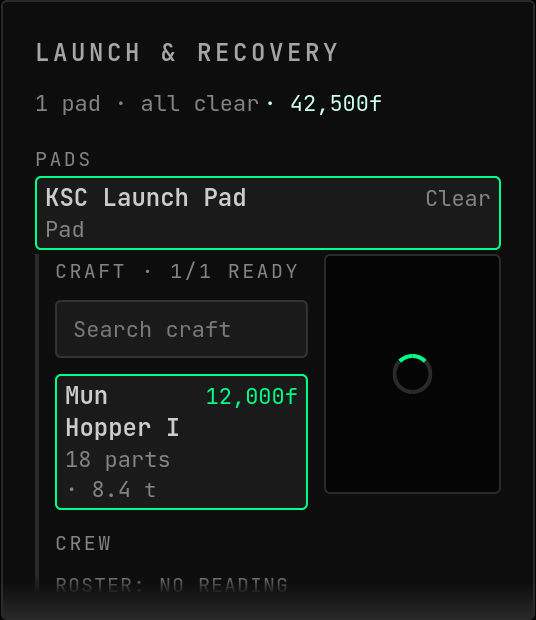 LAUNCH & RECOVERY
1 pad · all clear · 42,500f
PADS
KSC Launch Pad Clear
Pad
CRAFT · 1/1 READY
Search craft
Mun Hopper I 12,000f
18 parts
· 8.4 t
CREW
ROSTER: NO READING